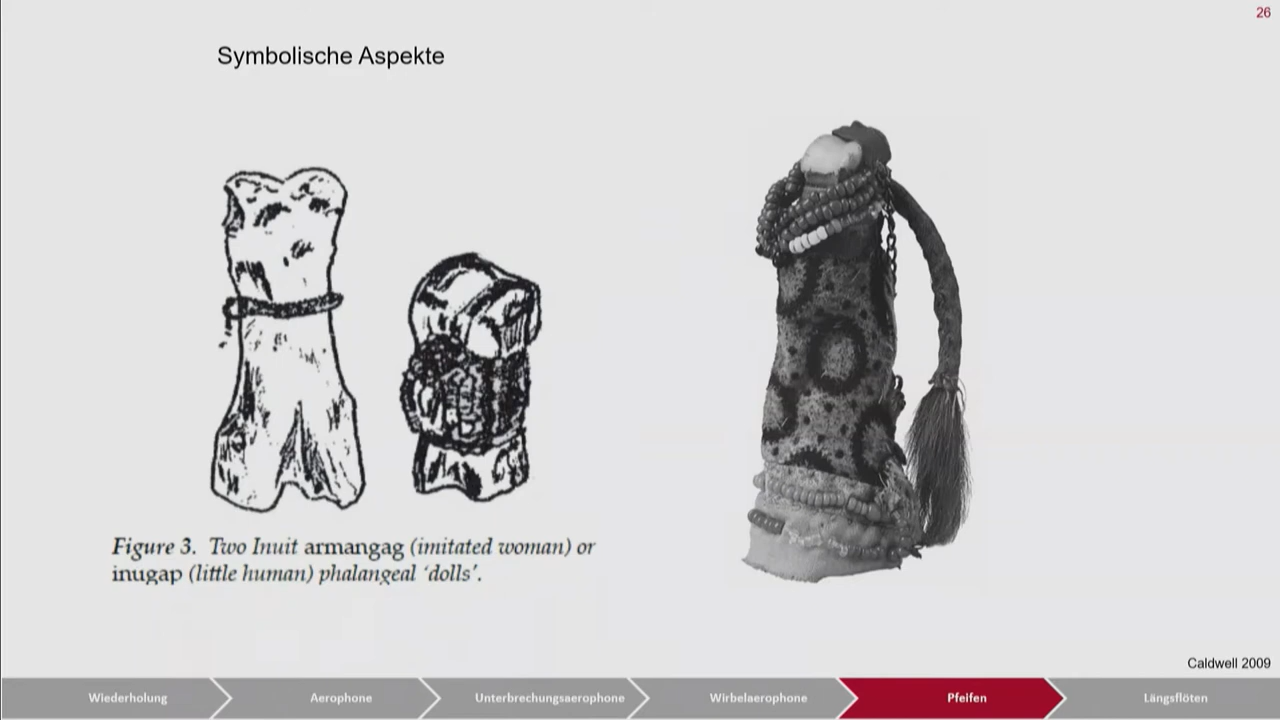 26
Symbolische Aspekte
Figure 3. Two Inuit armangag (imitated woman) or
inugap (little human) phalangeal ‘dolls’.
Caldwell 2009
Wiederholung
Aerophone
Unterbrechungsaerophone
Wirbelaerophone
Pfeifen
Längsflöten